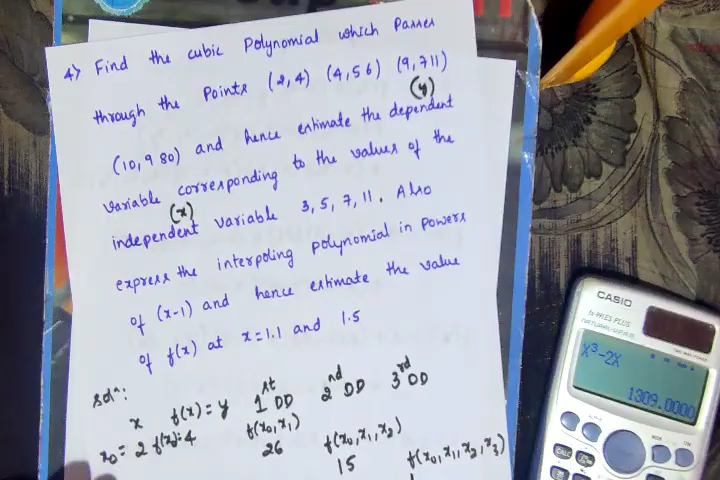 4) Find the cubic Polynomial which Passes
through the Points (2,4) (4,56) (9,711)
(10,980) and hence estimate the dependent (y)
variable corresponding to the values of the
independent (x) variable 3, 5, 7, 11. Also
express the interpoling polynomial in powers
of (x-1) and hence estimate the value
of f(x) at x=1.1 and 1.5
solⁿ:
x f(x)=y 1st DD 2nd DD 3rd DD
x₀= 2 f(x₀)=4 f(x₀,x₁) f(x₀,x₁,x₂) f(x₀,x₁,x₂,x₃)
26 15
CASIO
X³-2X
1309.0000
CALC